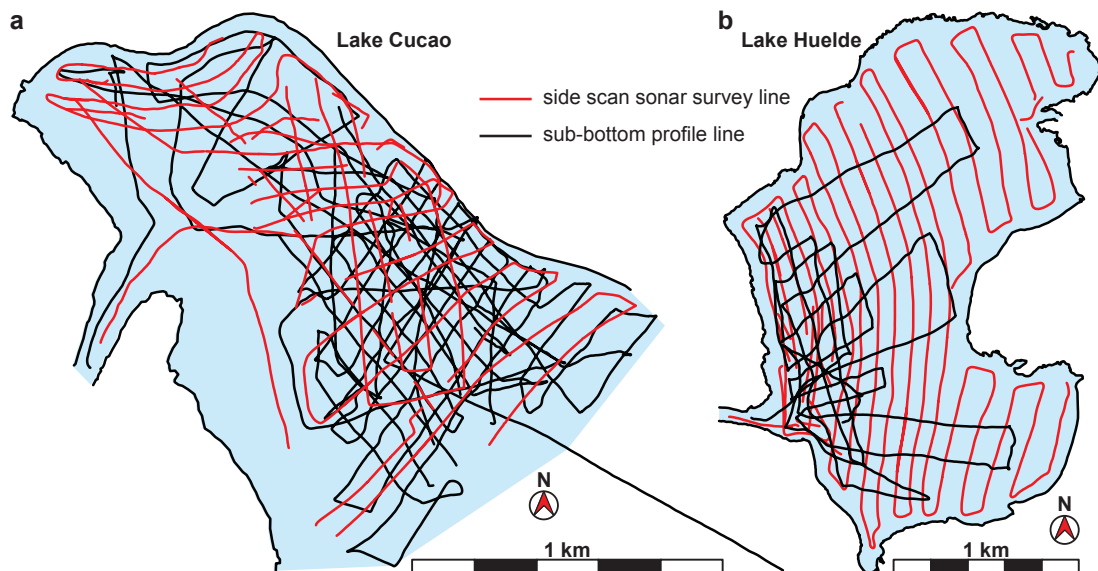 a
Lake Cucao
b
Lake Huelde
side scan sonar survey line
sub-bottom profile line
N
1 km
N
1 km